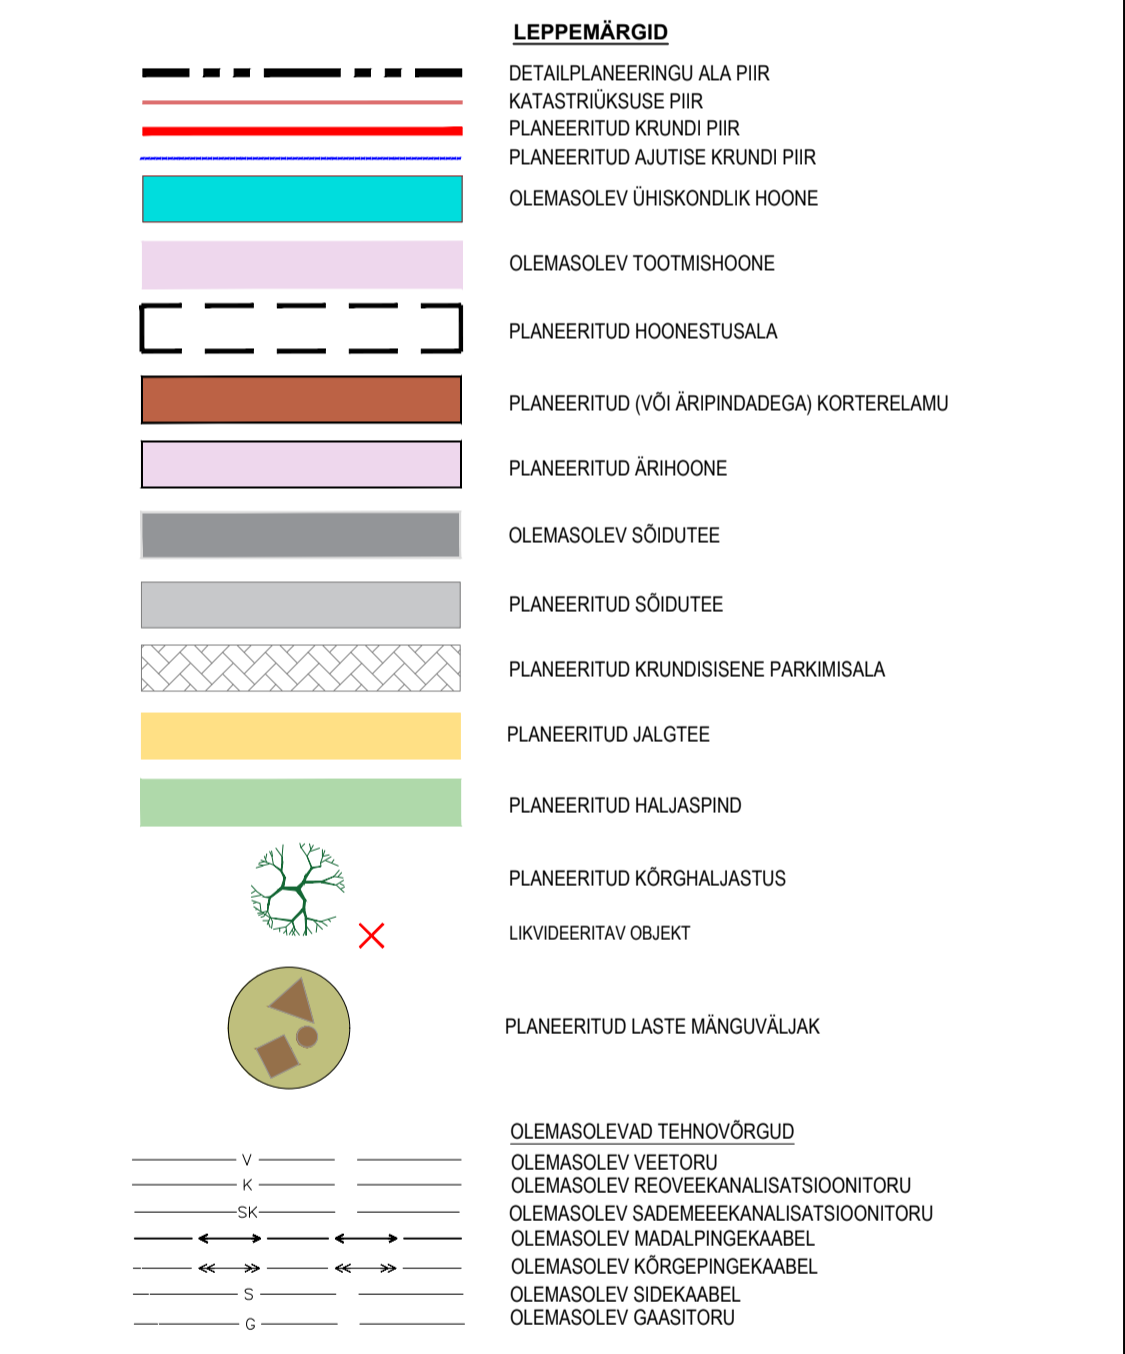 LEPPEMÄRGID
DETAILPLANEERINGU ALA PIIR
KATASTRIÜKSUSE PIIR
PLANEERITUD KRUNDI PIIR
PLANEERITUD AJUTISE KRUNDI PIIR
OLEMASOLEV ÜHISKONDLIK HOONE
OLEMASOLEV TOOTMISHOONE
PLANEERITUD HOONESTUSALA
PLANEERITUD (VÕI ÄRIPINDADEGA) KORTERELAMU
PLANEERITUD ÄRIHOONE
OLEMASOLEV SÕIDUTEE
PLANEERITUD SÕIDUTEE
PLANEERITUD KRUNDISISENE PARKIMISALA
PLANEERITUD JALGTEE
PLANEERITUD HALJASPIND
PLANEERITUD KÕRGHALJASTUS
LIKVIDEERITAV OBJEKT
PLANEERITUD LASTE MÄNGUVÄLJAK
OLEMASOLEVAD TEHNOVÕRGUD
V OLEMASOLEV VEETORU
K OLEMASOLEV REOVEEKANALISATSIOONITORU
SK OLEMASOLEV SADEMEEEKANALISATSIOONITORU
OLEMASOLEV MADALPINGEKAABEL
OLEMASOLEV KÕRGEPINGEKAABEL
S OLEMASOLEV SIDEKAABEL
G OLEMASOLEV GAASITORU